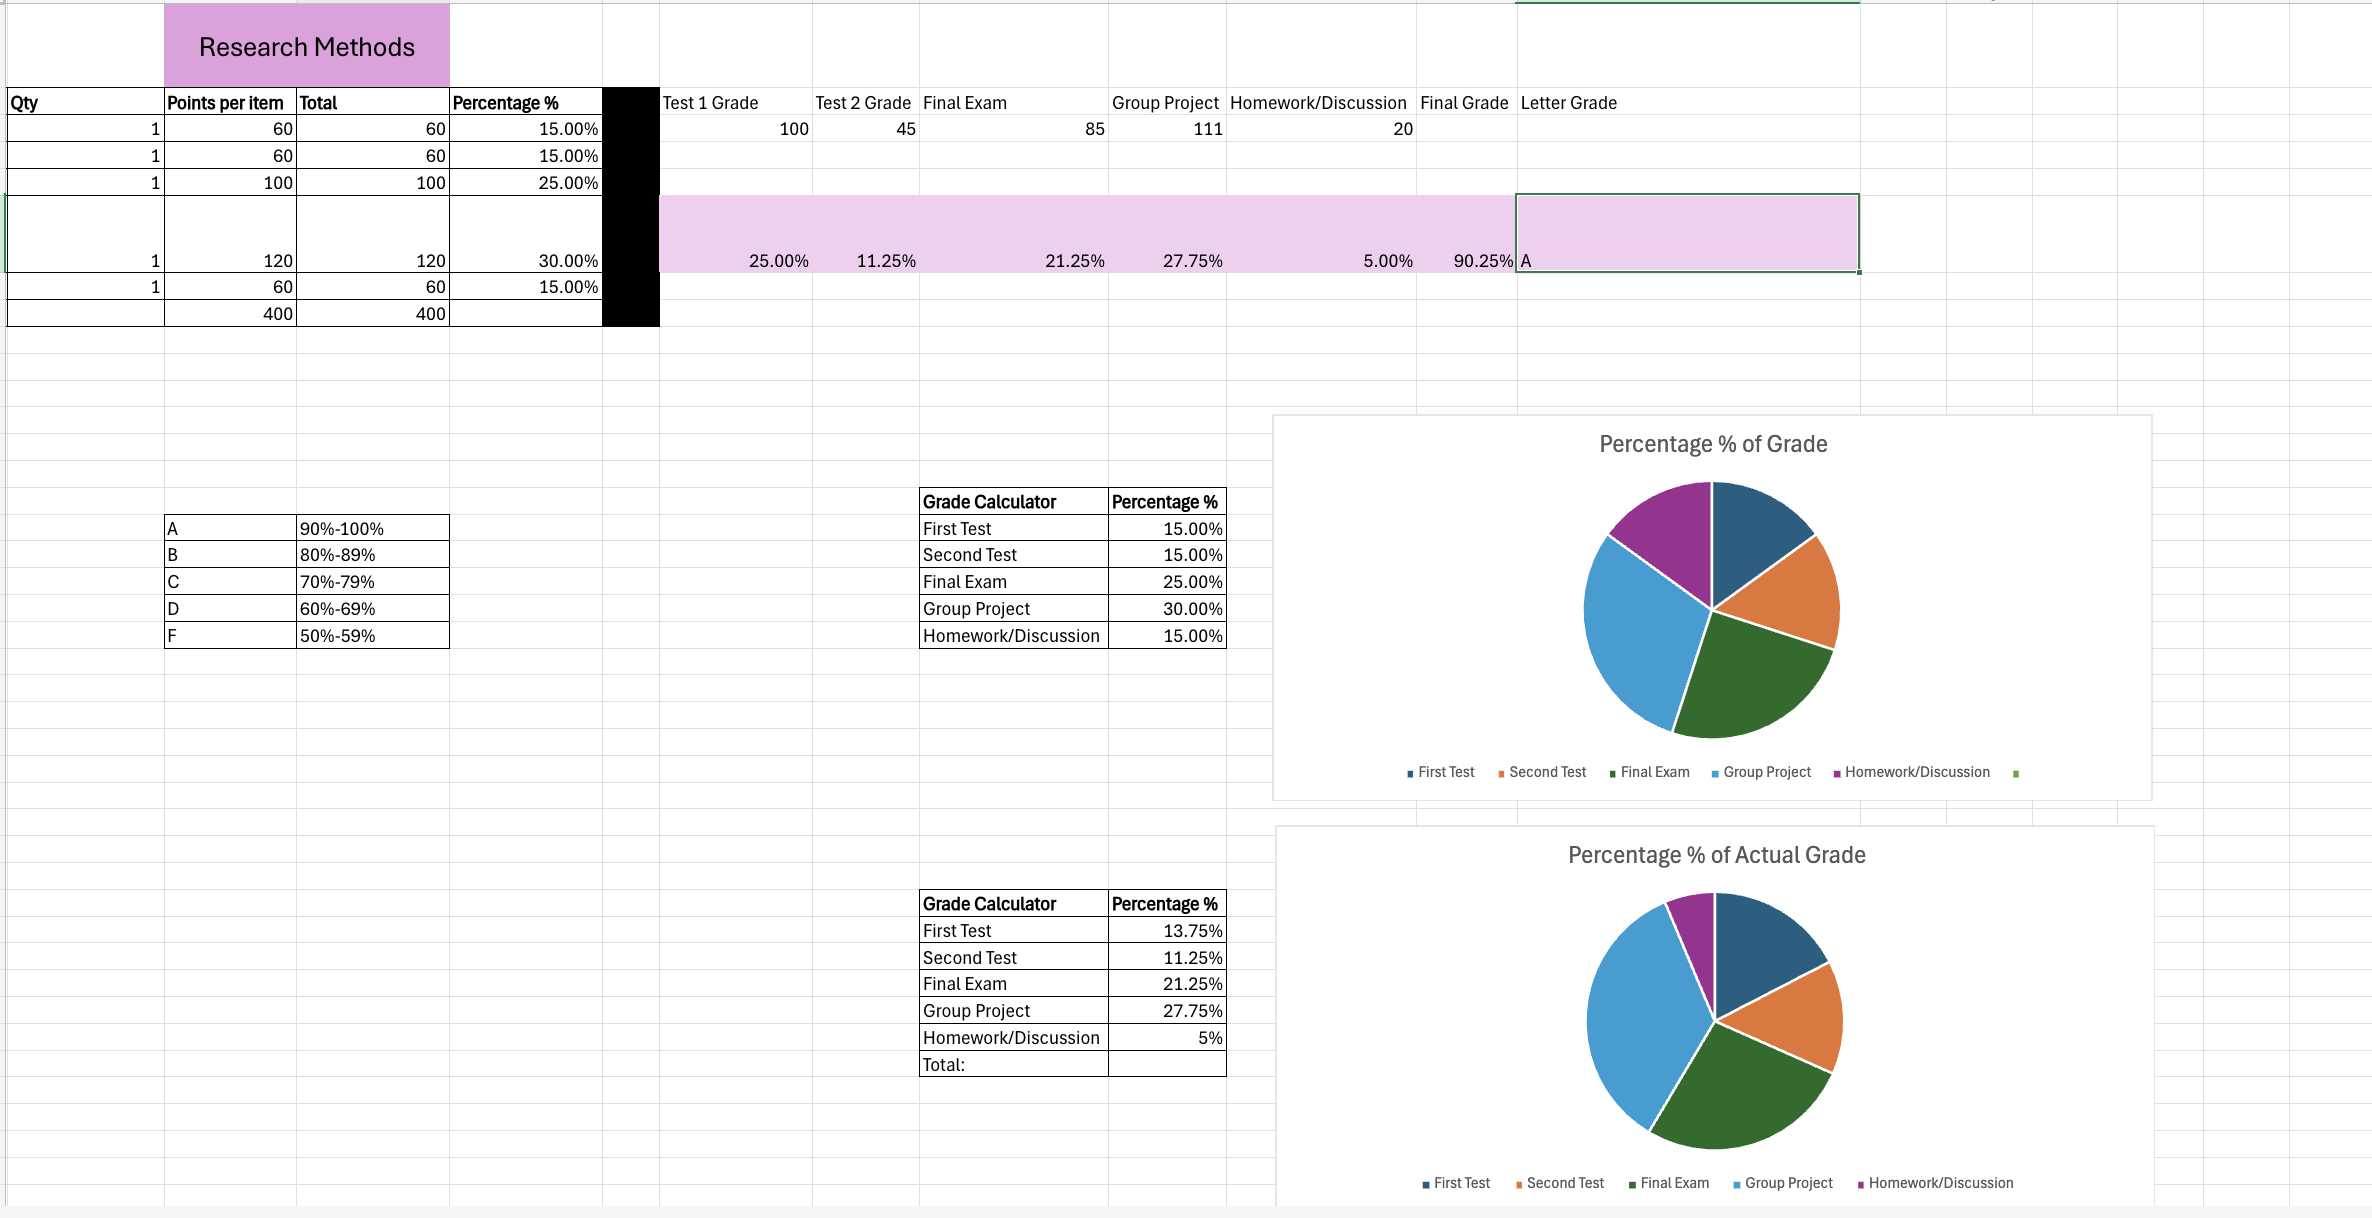 Research Methods
Qty Points per item Total Percentage % Test 1 Grade Test 2 Grade Final Exam Group Project Homework/Discussion Final Grade Letter Grade
1 60 60 15.00% 100 45 85 111 20
1 60 60 15.00%
1 100 100 25.00%
1 120 120 30.00% 25.00% 11.25% 21.25% 27.75% 5.00% 90.25% A
1 60 60 15.00%
400 400
Percentage % of Grade
Grade Calculator Percentage %
A 90%-100% First Test 15.00%
B 80%-89% Second Test 15.00%
C 70%-79% Final Exam 25.00%
D 60%-69% Group Project 30.00%
F 50%-59% Homework/Discussion 15.00%
First Test Second Test Final Exam Group Project Homework/Discussion
Percentage % of Actual Grade
Grade Calculator Percentage %
First Test 13.75%
Second Test 11.25%
Final Exam 21.25%
Group Project 27.75%
Homework/Discussion 5%
Total:
First Test Second Test Final Exam Group Project Homework/Discussion